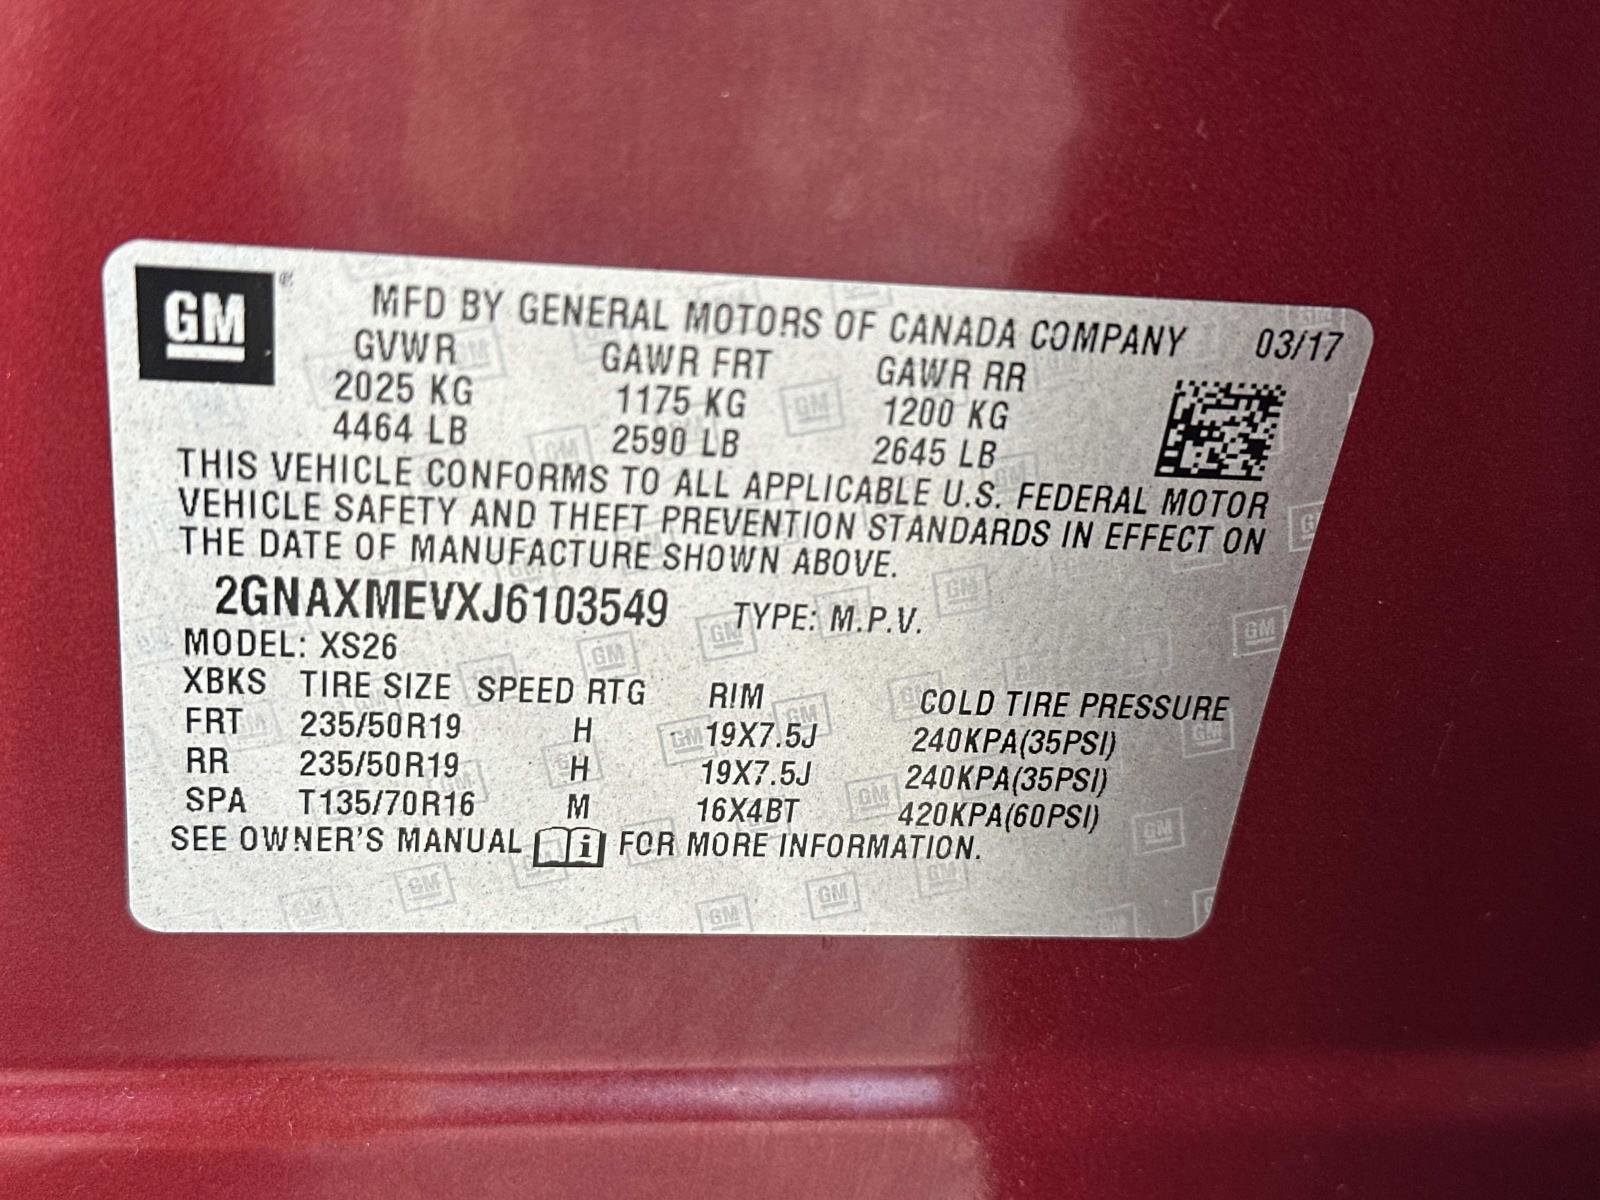 GM ®
MFD BY GENERAL MOTORS OF CANADA COMPANY 03/17
GVWR GAWR FRT GAWR RR
2025 KG 1175 KG 1200 KG
4464 LB 2590 LB 2645 LB
THIS VEHICLE CONFORMS TO ALL APPLICABLE U.S. FEDERAL MOTOR
VEHICLE SAFETY AND THEFT PREVENTION STANDARDS IN EFFECT ON
THE DATE OF MANUFACTURE SHOWN ABOVE.
2GNAXMEVXJ6103549 TYPE: M.P.V.
MODEL: XS26
XBKS TIRE SIZE SPEED RTG RIM COLD TIRE PRESSURE
FRT 235/50R19 H 19X7.5J 240KPA(35PSI)
RR 235/50R19 H 19X7.5J 240KPA(35PSI)
SPA T135/70R16 M 16X4BT 420KPA(60PSI)
SEE OWNER'S MANUAL i FOR MORE INFORMATION.